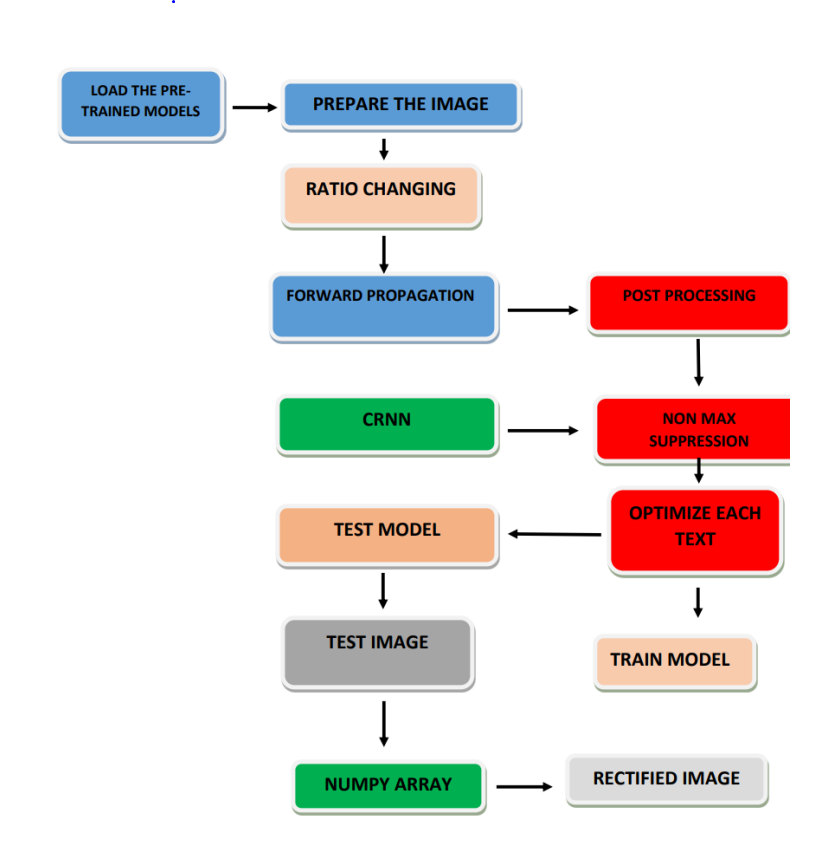 LOAD THE PRE-
TRAINED MODELS
PREPARE THE IMAGE
RATIO CHANGING
FORWARD PROPAGATION
POST PROCESSING
CRNN
NON MAX
SUPPRESSION
OPTIMIZE EACH
TEXT
TEST MODEL
TEST IMAGE
TRAIN MODEL
NUMPY ARRAY
RECTIFIED IMAGE